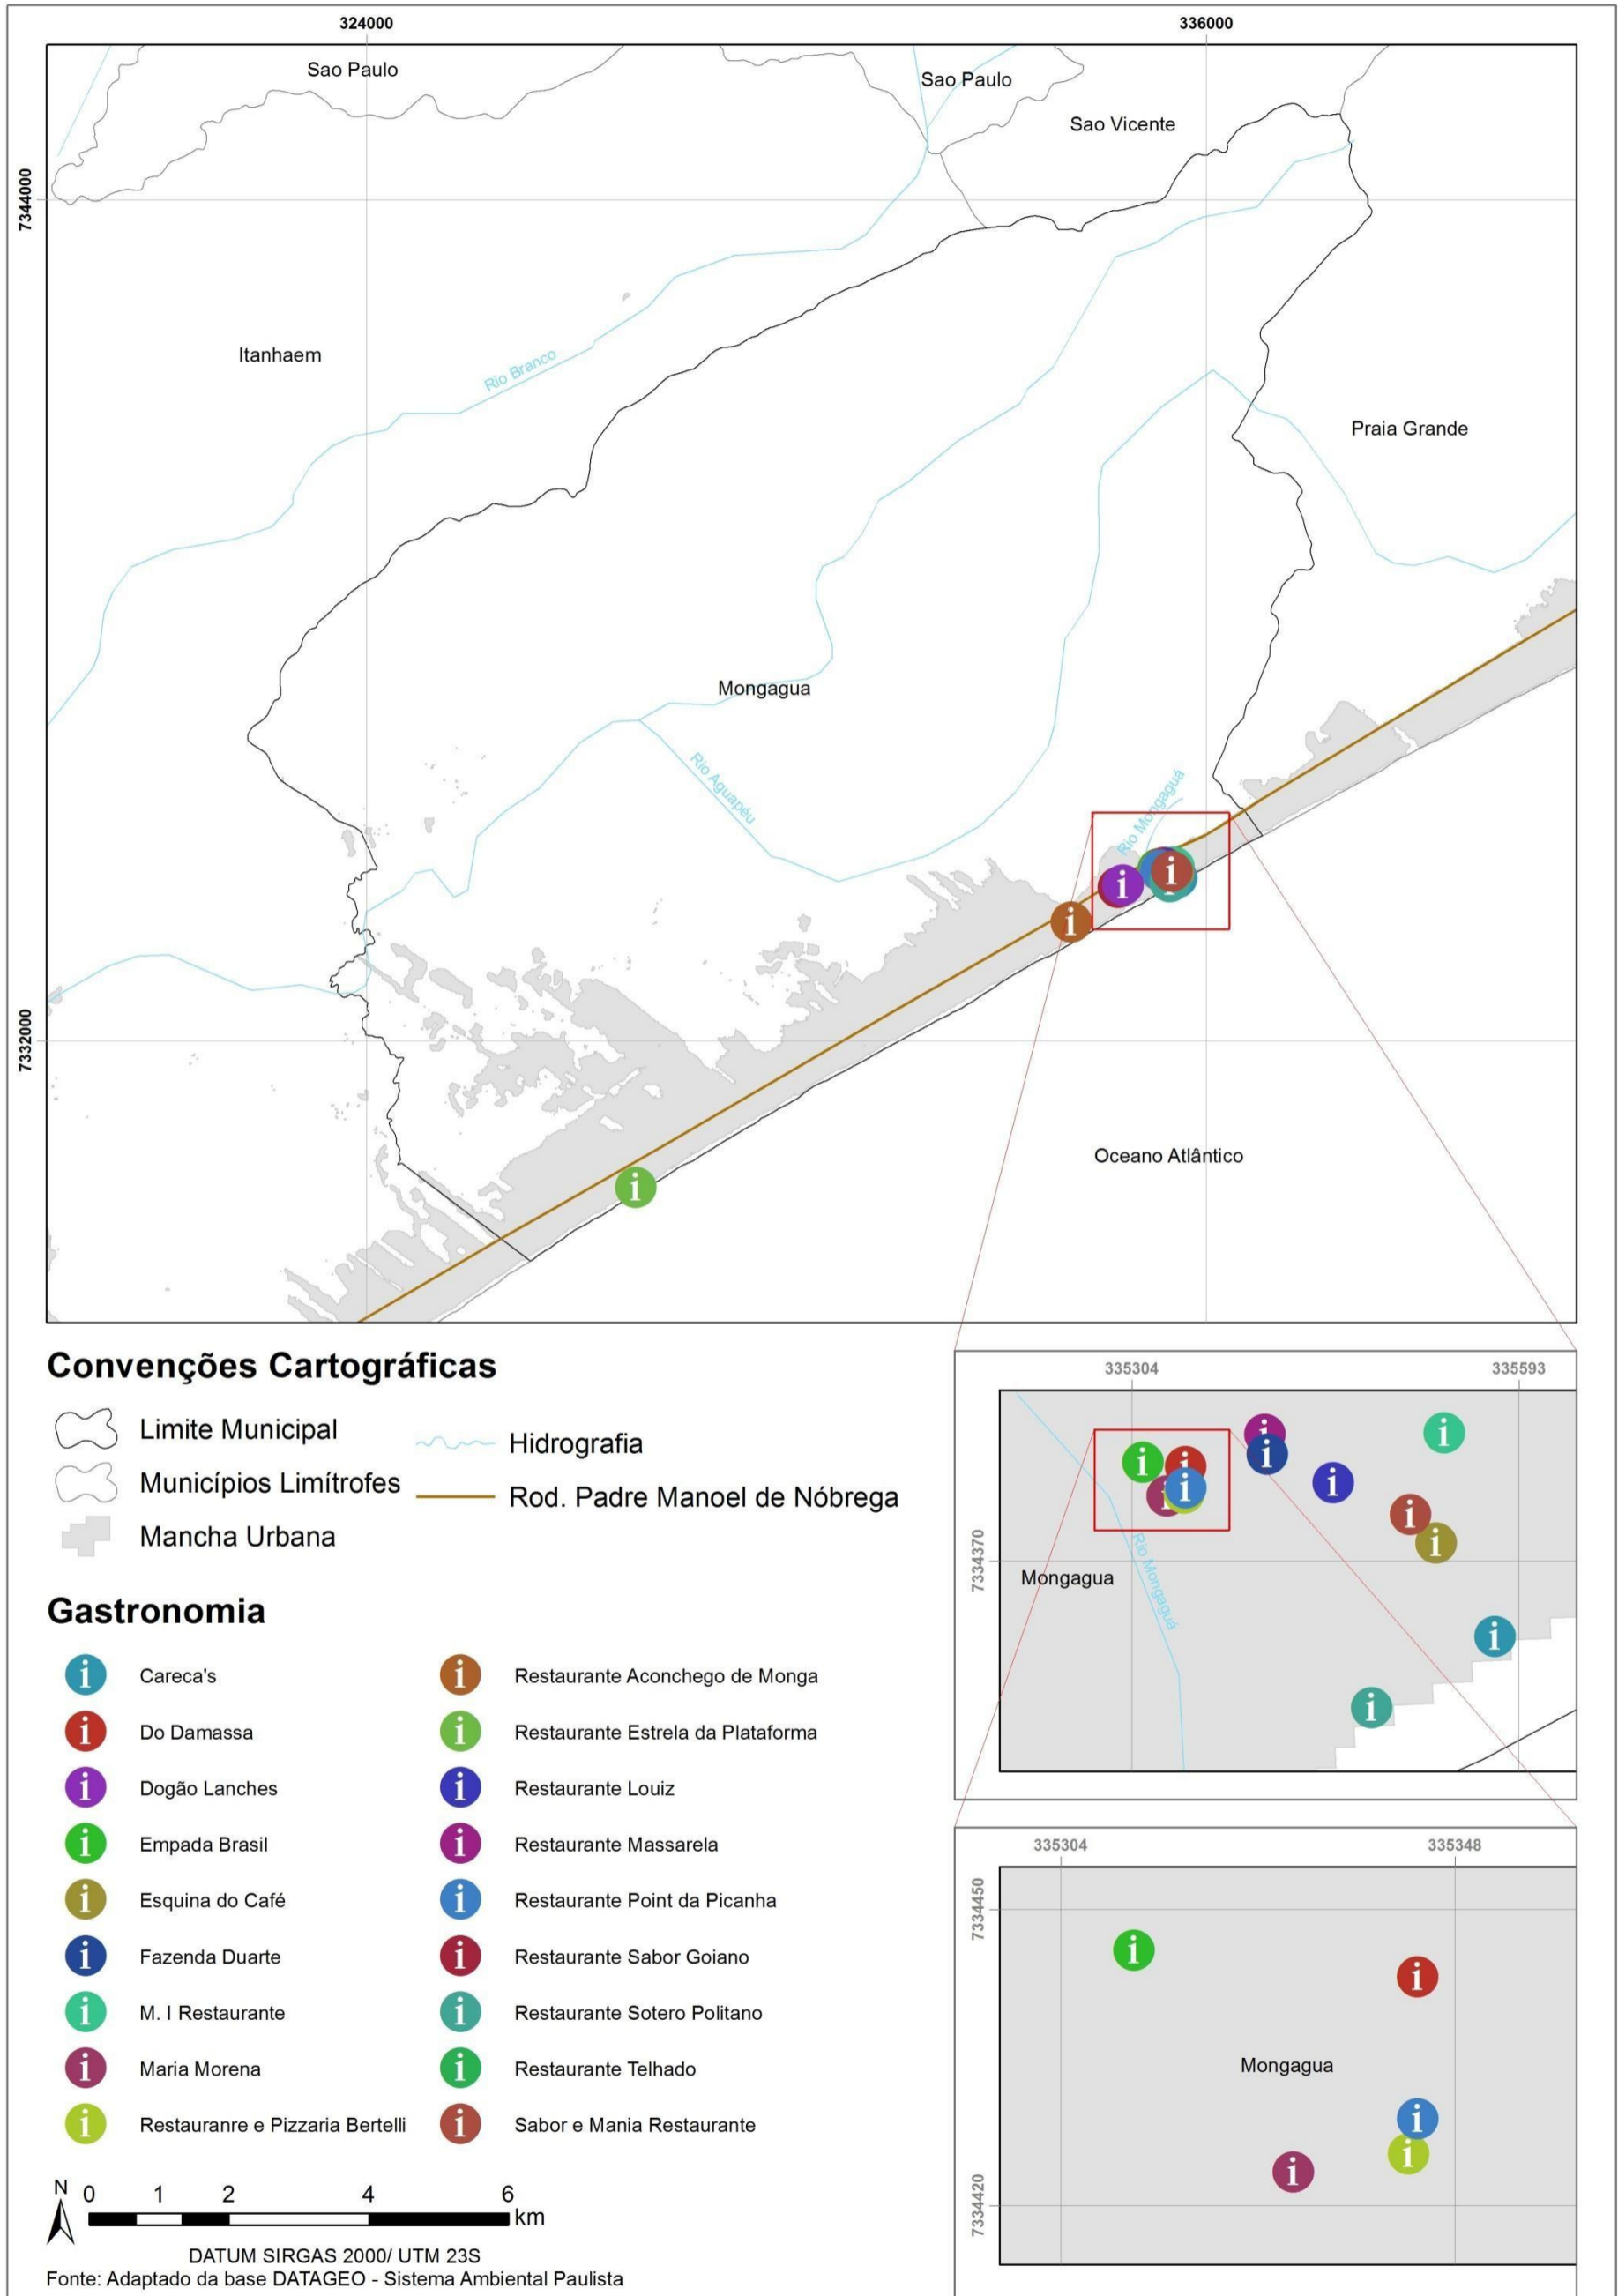 324000
336000
Sao Paulo
Sao Paulo
Sao Vicente
7344000
Itanhaem
Rio Branco
Praia Grande
Mongagua
Rio Aguapéu
Rio Mongaguá
7332000
Oceano Atlântico
Convenções Cartográficas
Limite Municipal
Hidrografia
Municípios Limítrofes
Rod. Padre Manoel de Nóbrega
Mancha Urbana
Gastronomia
Careca's
Do Damassa
Dogão Lanches
Empada Brasil
Esquina do Café
Fazenda Duarte
M. I Restaurante
Maria Morena
Restauranre e Pizzaria Bertelli
Restaurante Aconchego de Monga
Restaurante Estrela da Plataforma
Restaurante Louiz
Restaurante Massarela
Restaurante Point da Picanha
Restaurante Sabor Goiano
Restaurante Sotero Politano
Restaurante Telhado
Sabor e Mania Restaurante
N
0 1 2 4 6
km
DATUM SIRGAS 2000/ UTM 23S
Fonte: Adaptado da base DATAGEO - Sistema Ambiental Paulista
335304
335593
7334370
Mongagua
Rio Mongaguá
335304
335348
7334450
Mongagua
7334420